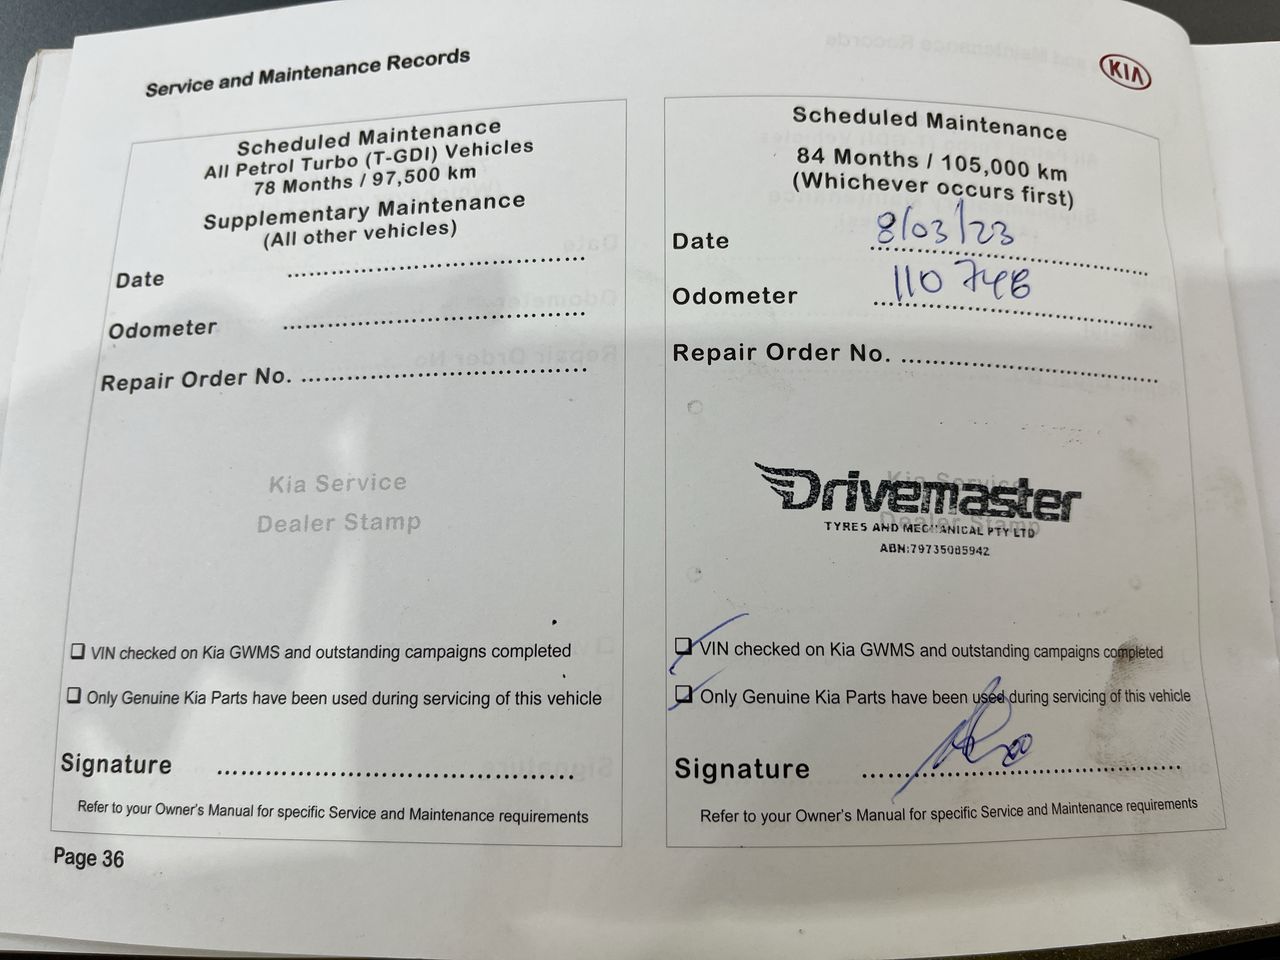 Service and Maintenance Records
KIA
Scheduled Maintenance
All Petrol Turbo (T-GDI) Vehicles
78 Months / 97,500 km
Supplementary Maintenance
(All other vehicles)
Date
Odometer
Repair Order No.
Kia Service
Dealer Stamp
VIN checked on Kia GWMS and outstanding campaigns completed
Only Genuine Kia Parts have been used during servicing of this vehicle
Signature
Refer to your Owner's Manual for specific Service and Maintenance requirements
Page 36
Scheduled Maintenance
84 Months / 105,000 km
(Whichever occurs first)
Date 8/03/23
Odometer 110 746
Repair Order No.
Kia Service
Drivemaster
Dealer Stamp
TYRES AND MECHANICAL PTY LTD
ABN:79735085942
VIN checked on Kia GWMS and outstanding campaigns completed
Only Genuine Kia Parts have been used during servicing of this vehicle
Signature
Refer to your Owner's Manual for specific Service and Maintenance requirements